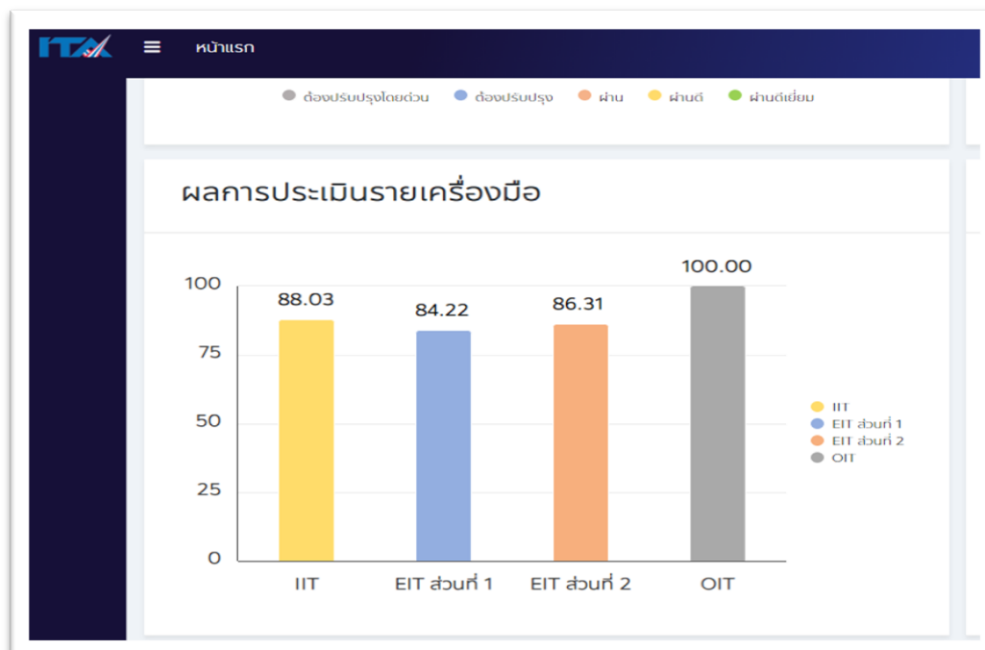 ITA หน้าแรก
ต้องปรับปรุงโดยด่วน ต้องปรับปรุง ผ่าน ผ่านดี ผ่านดีเยี่ยม
ผลการประเมินรายเครื่องมือ
100.00
100
88.03
84.22
86.31
75
50
25
0
IIT EIT ส่วนที่ 1 EIT ส่วนที่ 2 OIT
IIT
EIT ส่วนที่ 1
EIT ส่วนที่ 2
OIT